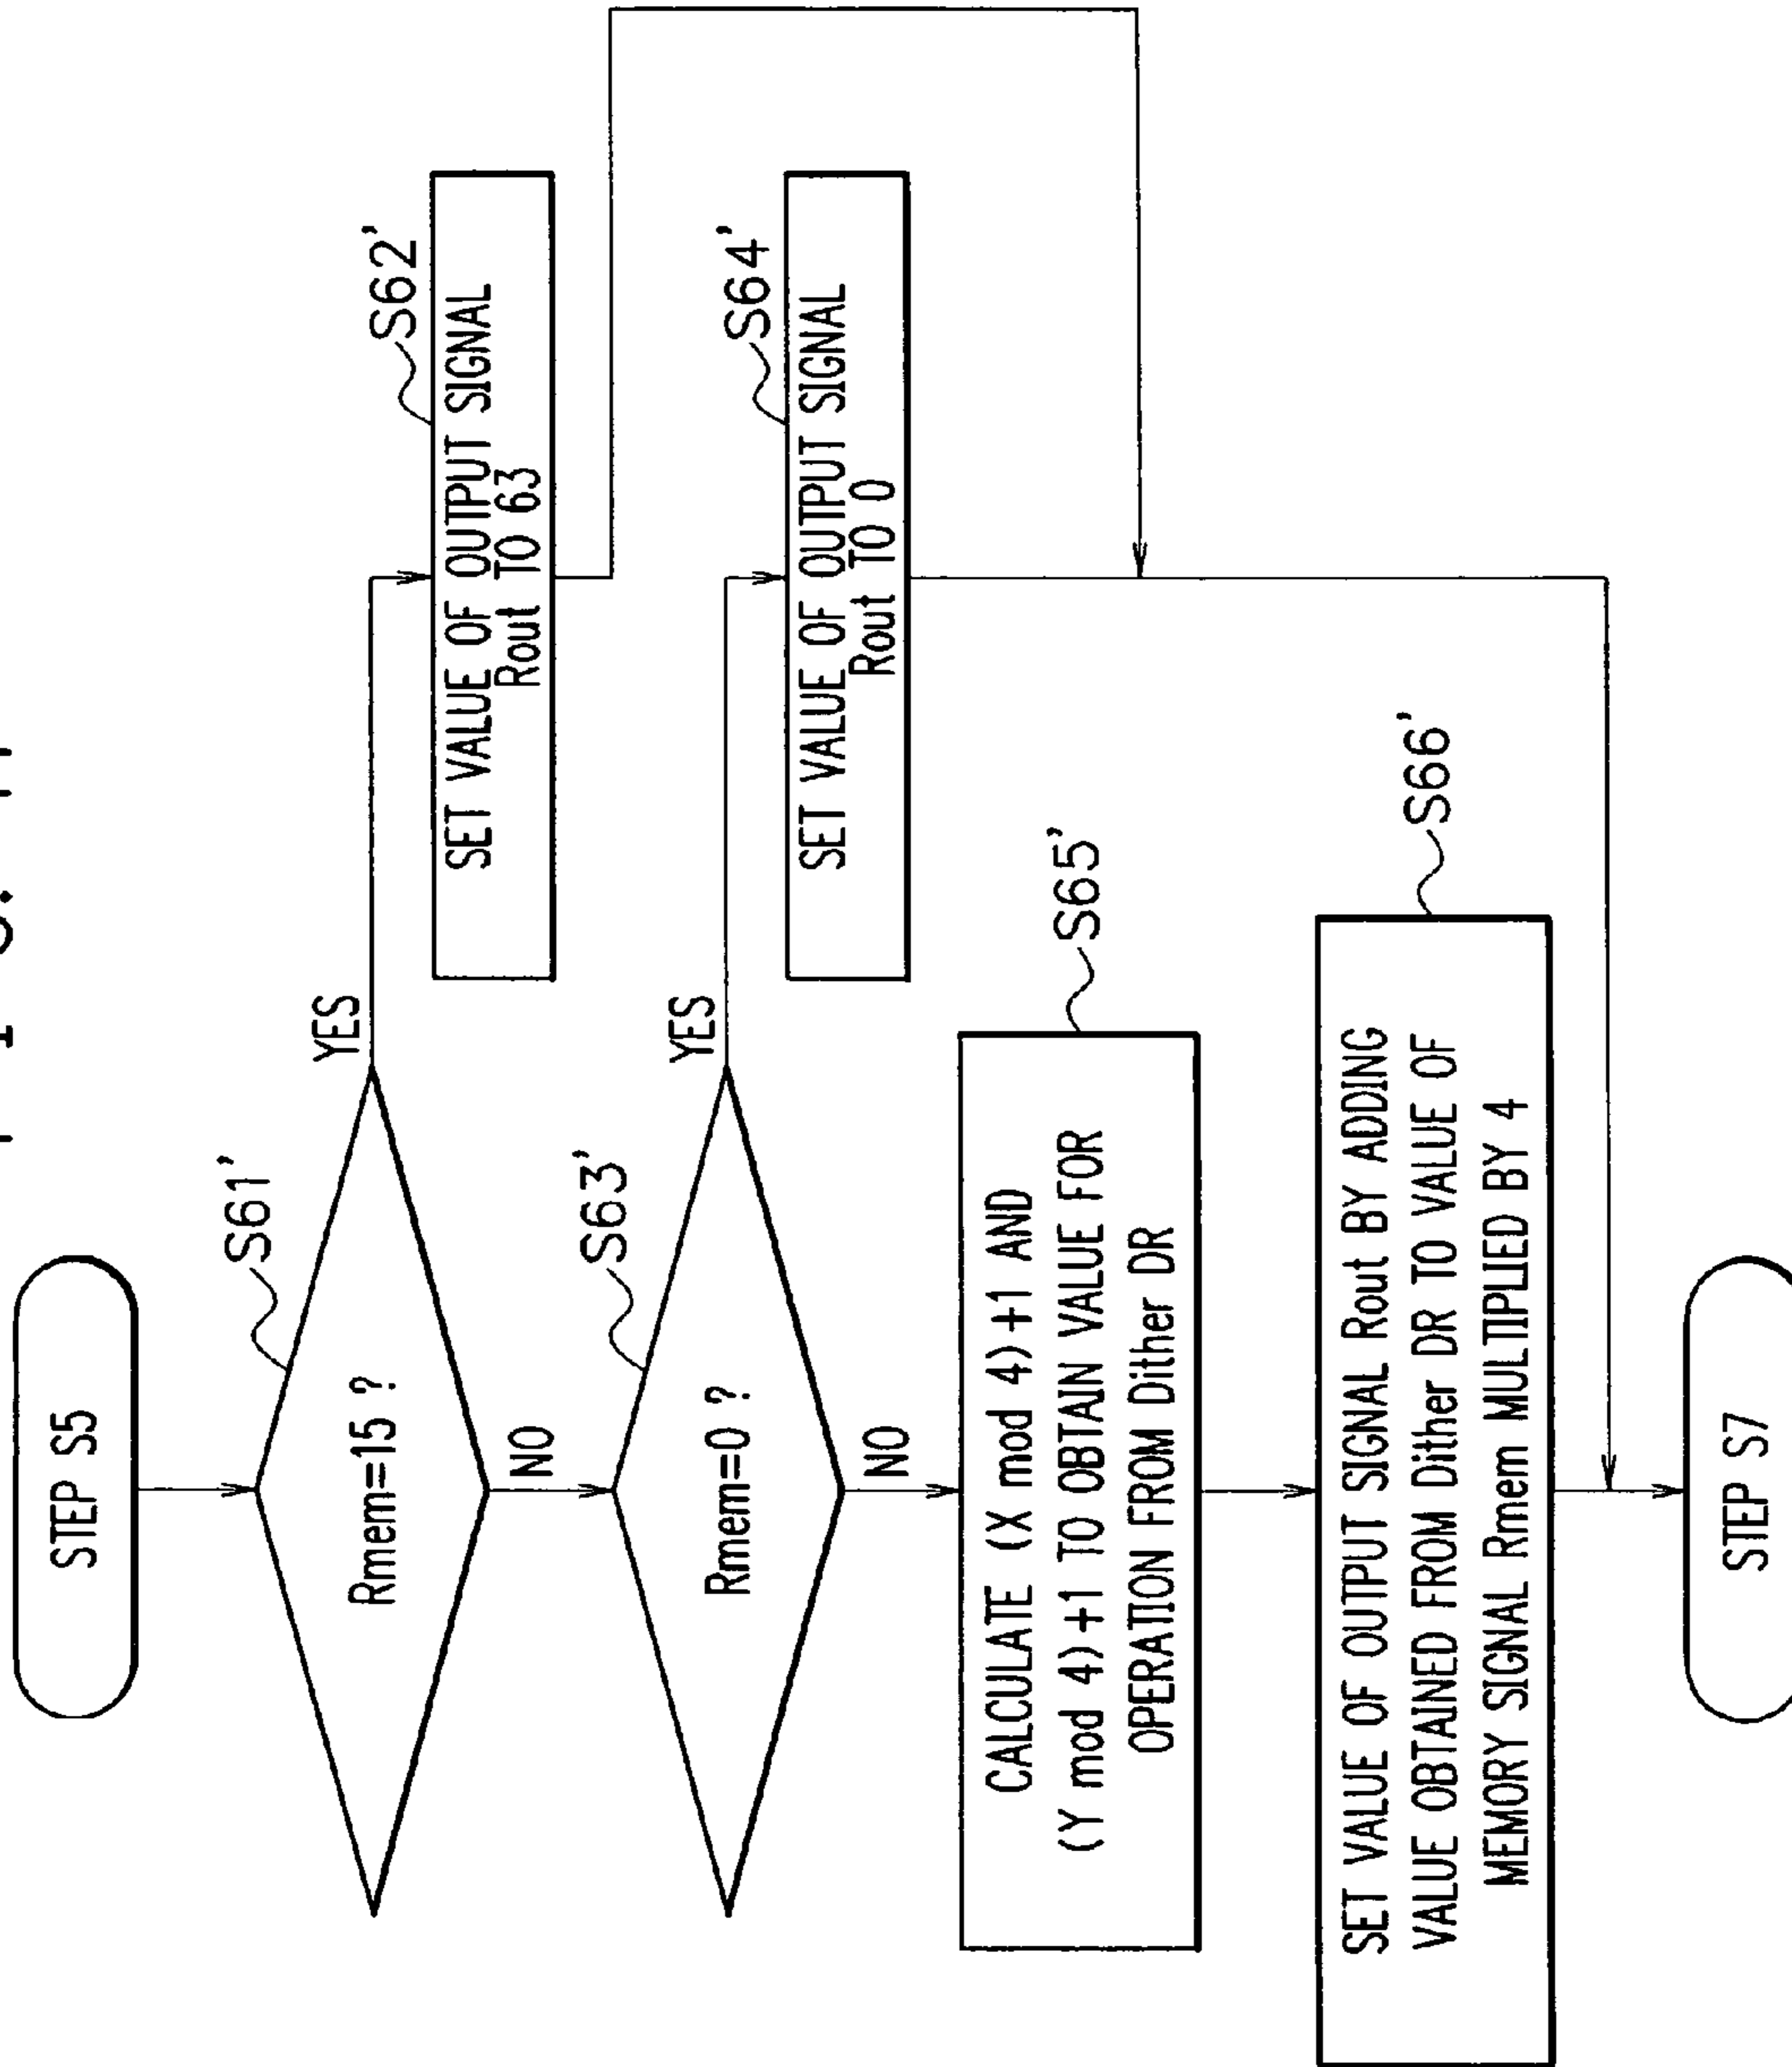 STEP S5
S61'
Rmem=15 ?
YES
NO
S62'
SET VALUE OF OUTPUT SIGNAL
Rout TO 63
S63'
Rmem=0 ?
YES
NO
S64'
SET VALUE OF OUTPUT SIGNAL
Rout TO 0
S65'
CALCULATE (X mod 4)+1 AND
(Y mod 4)+1 TO OBTAIN VALUE FOR
OPERATION FROM Dither DR
S66'
SET VALUE OF OUTPUT SIGNAL Rout BY ADDING
VALUE OBTAINED FROM Dither DR TO VALUE OF
MEMORY SIGNAL Rmem MULTIPLIED BY 4
STEP S7